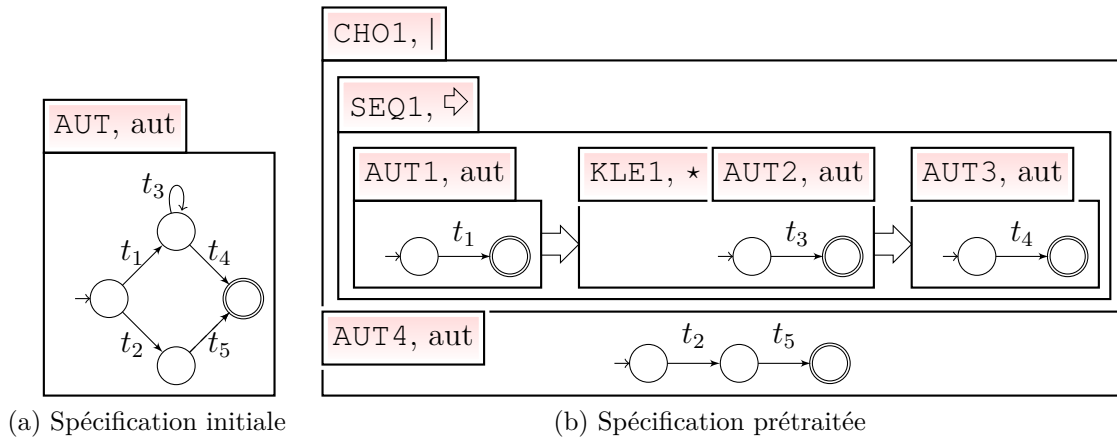 CHO1, |
SEQ1, ⇨
AUT, aut
AUT1, aut
KLE1, ⋆
AUT2, aut
AUT3, aut
t₃
t₁
t₄
t₂
t₅
t₁
t₃
t₄
AUT4, aut
t₂
t₅
(a) Spécification initiale
(b) Spécification prétraitée